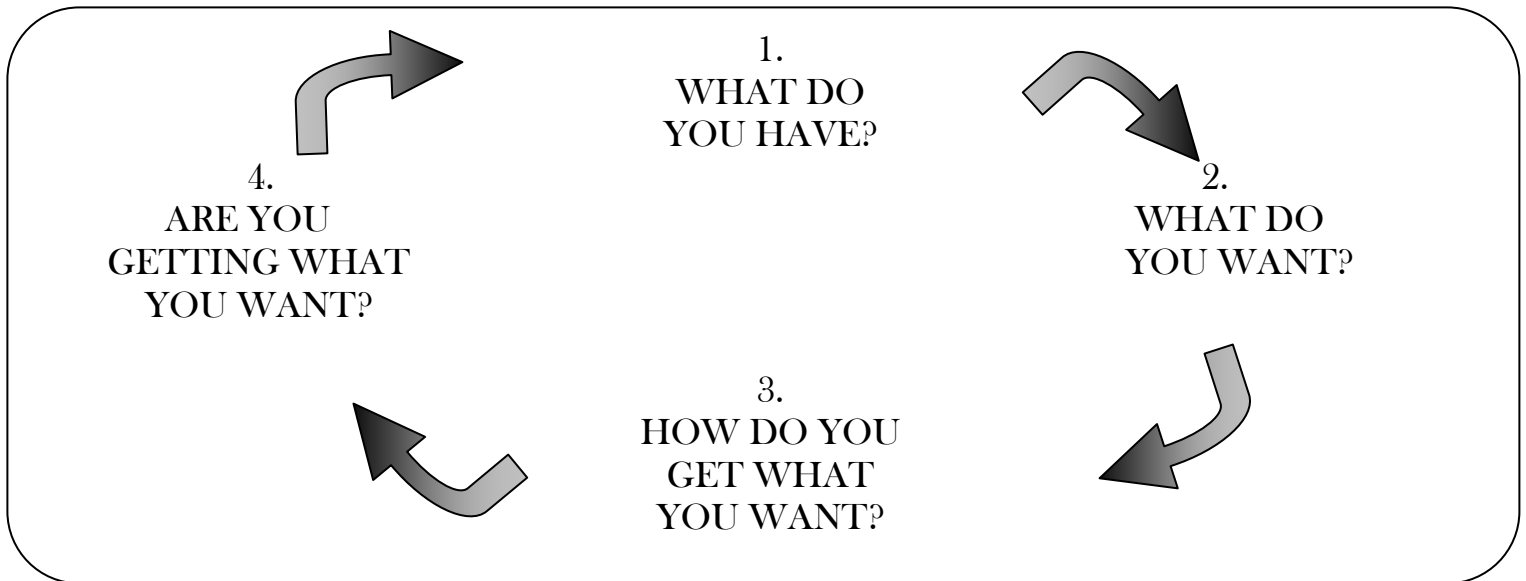 1.
WHAT DO
YOU HAVE?
2.
WHAT DO
YOU WANT?
3.
HOW DO YOU
GET WHAT
YOU WANT?
4.
ARE YOU
GETTING WHAT
YOU WANT?